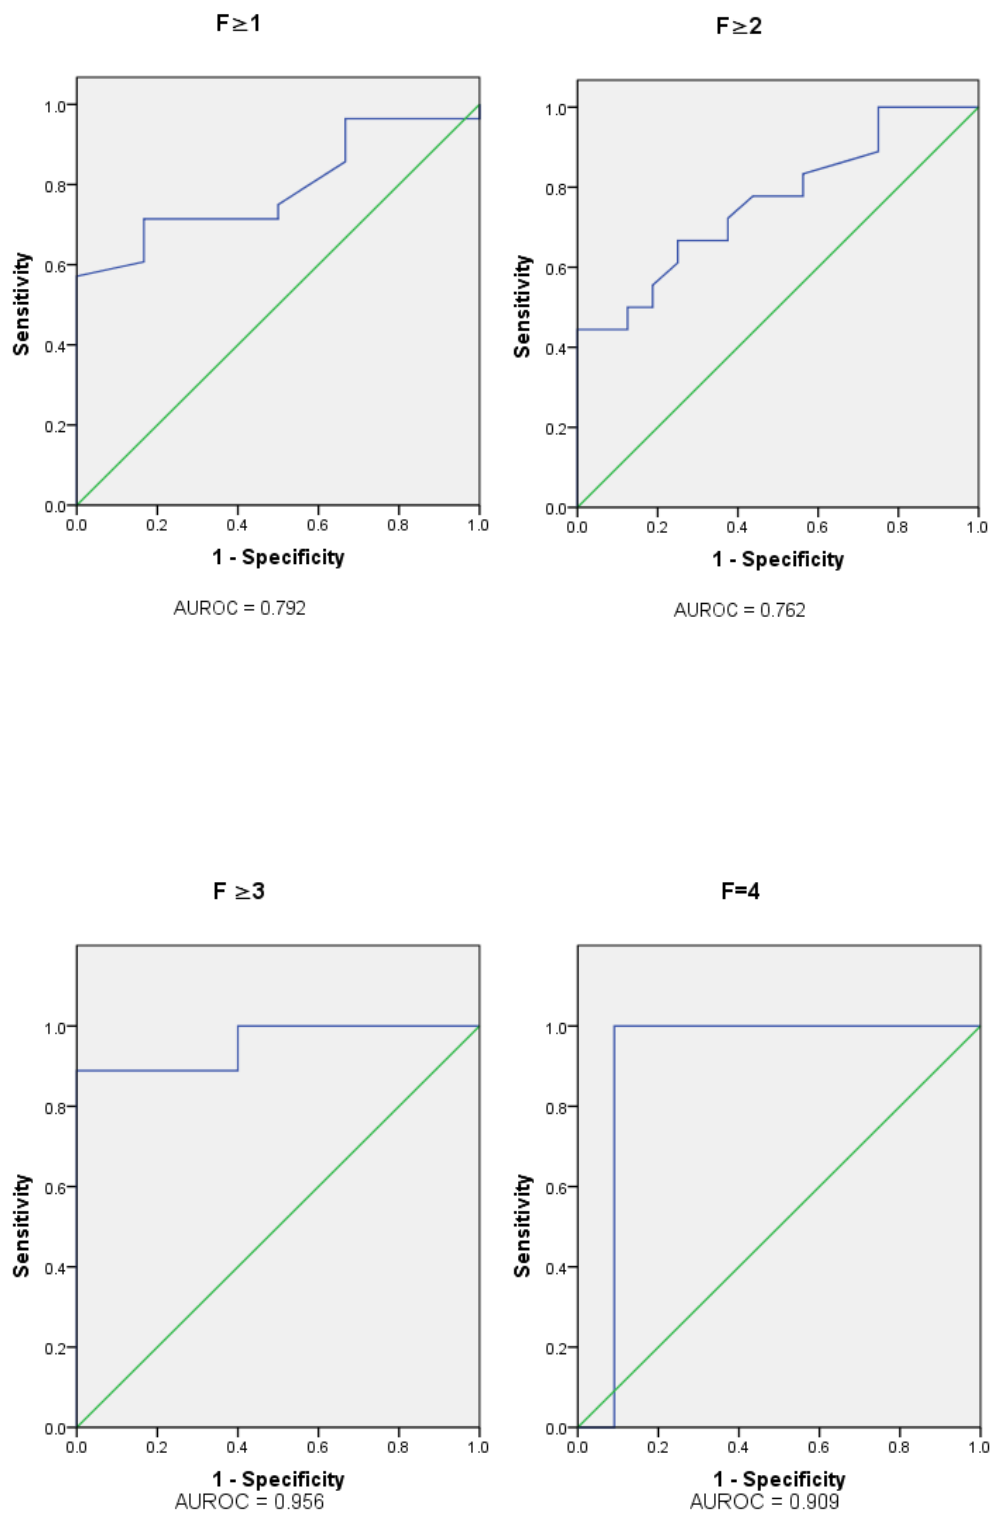 F≥1
1.0
0.8
0.6
0.4
0.2
0.0
Sensitivity
0.0 0.2 0.4 0.6 0.8 1.0
1 - Specificity
AUROC = 0.792
F≥2
1.0
0.8
0.6
0.4
0.2
0.0
Sensitivity
0.0 0.2 0.4 0.6 0.8 1.0
1 - Specificity
AUROC = 0.762
F ≥3
1.0
0.8
0.6
0.4
0.2
0.0
Sensitivity
0.0 0.2 0.4 0.6 0.8 1.0
1 - Specificity
AUROC = 0.956
F=4
1.0
0.8
0.6
0.4
0.2
0.0
Sensitivity
0.0 0.2 0.4 0.6 0.8 1.0
1 - Specificity
AUROC = 0.909